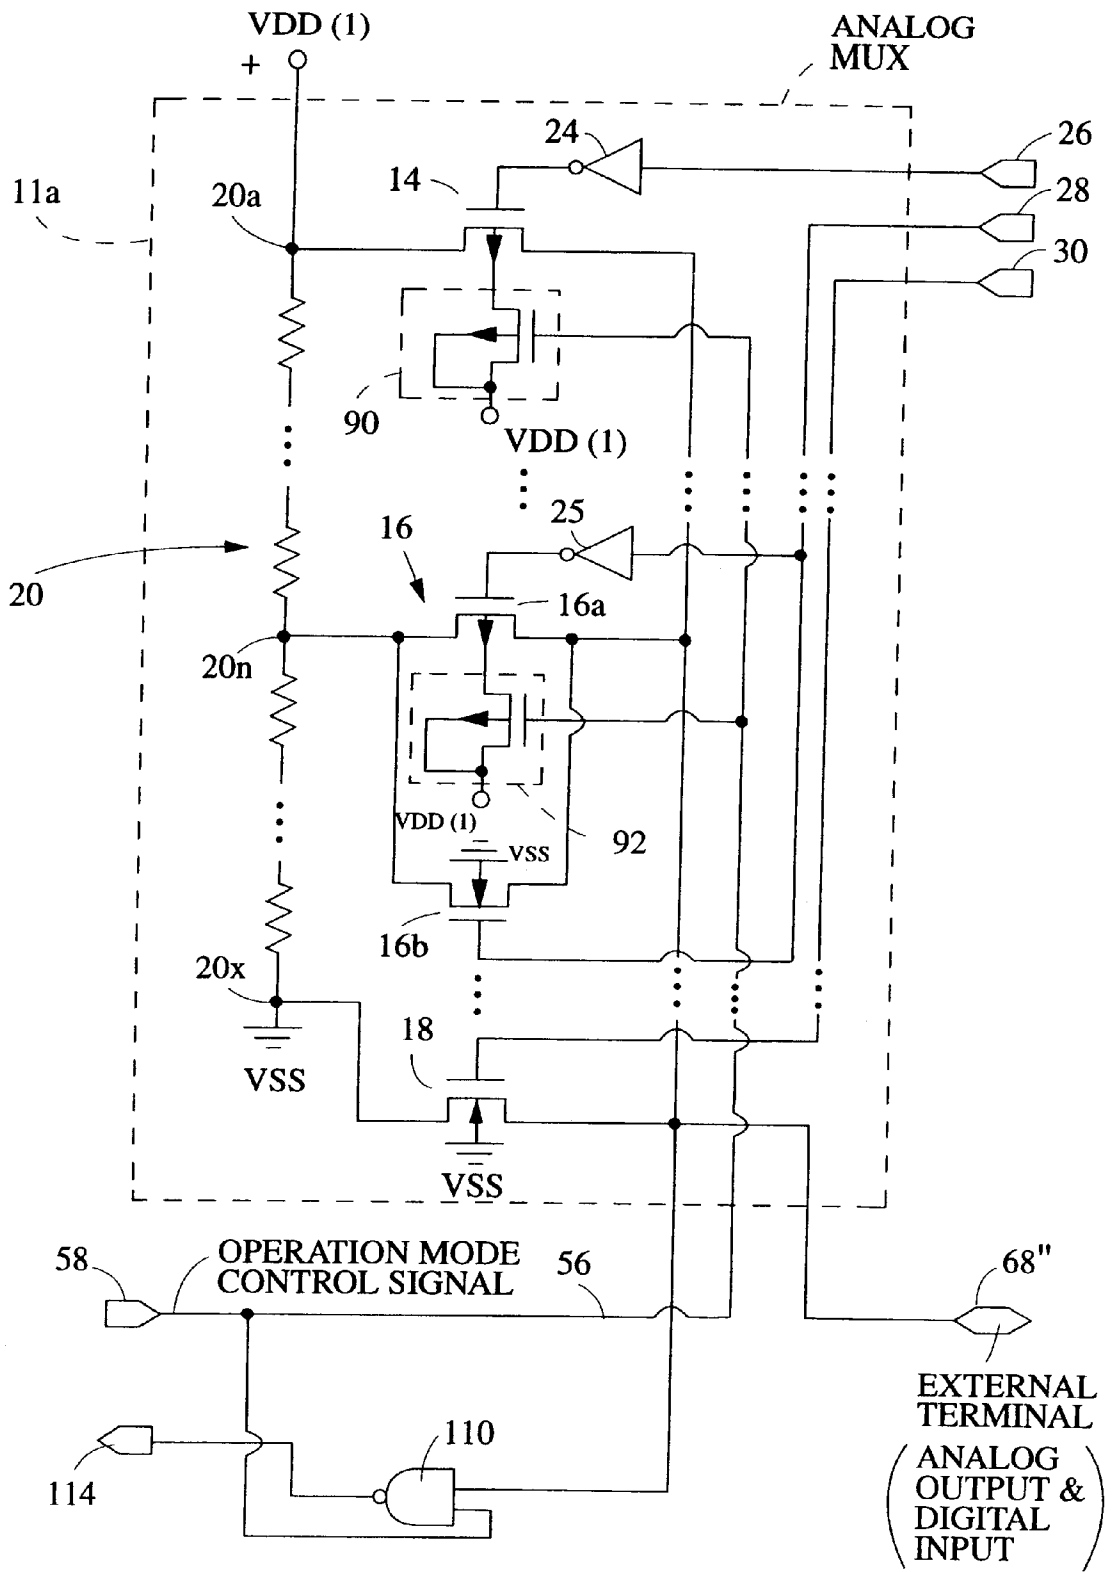 VDD (1)
+
ANALOG
MUX
24
26
14
11a
20a
28
30
90
VDD (1)
25
16
16a
20
20n
VDD (1)
92
VSS
16b
20x
18
VSS
VSS
58
OPERATION MODE
CONTROL SIGNAL
56
68"
EXTERNAL
TERMINAL
110
114
( ANALOG
OUTPUT &
DIGITAL
INPUT )